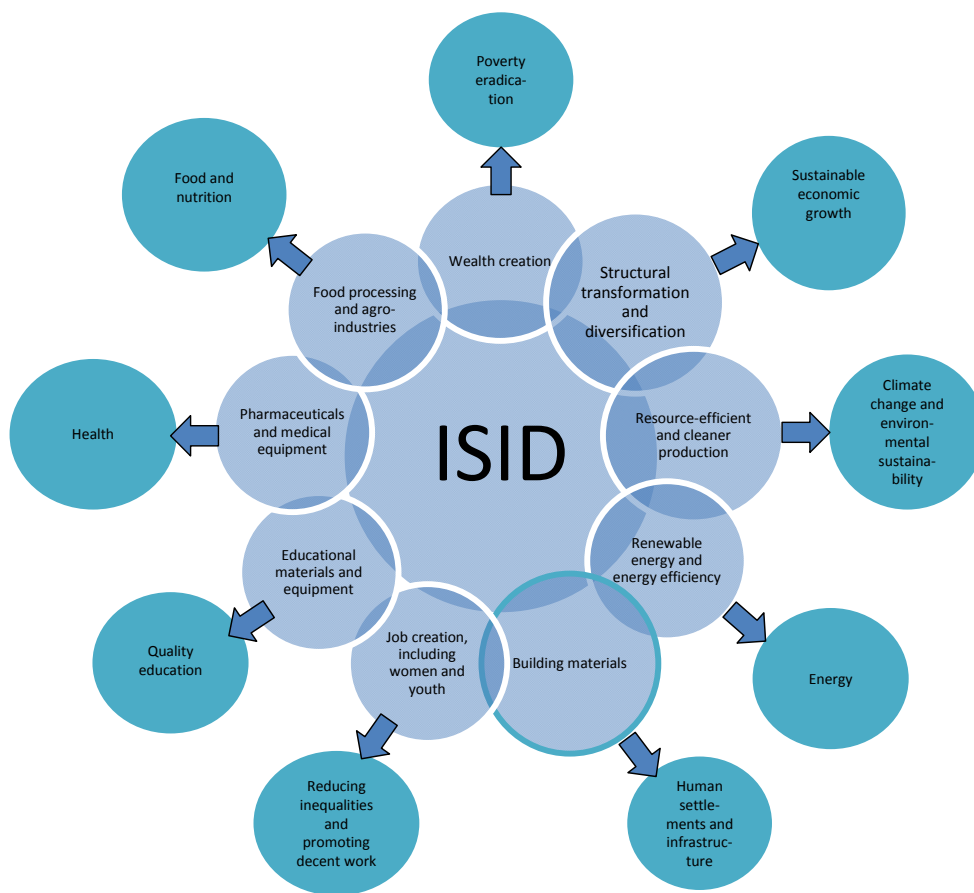 Poverty
eradica-
tion
Sustainable
economic
growth
Food and
nutrition
Wealth creation
Structural
transformation
and
diversification
Food processing
and agro-
industries
Climate
change and
environ-
mental
sustaina-
bility
Resource-efficient
and cleaner
production
Pharmaceuticals
and medical
equipment
Health
ISID
Renewable
energy and
energy efficiency
Educational
materials and
equipment
Job creation,
including
women and
youth
Building materials
Quality
education
Energy
Reducing
inequalities
and
promoting
decent work
Human
settle-
ments and
infrastruc-
ture